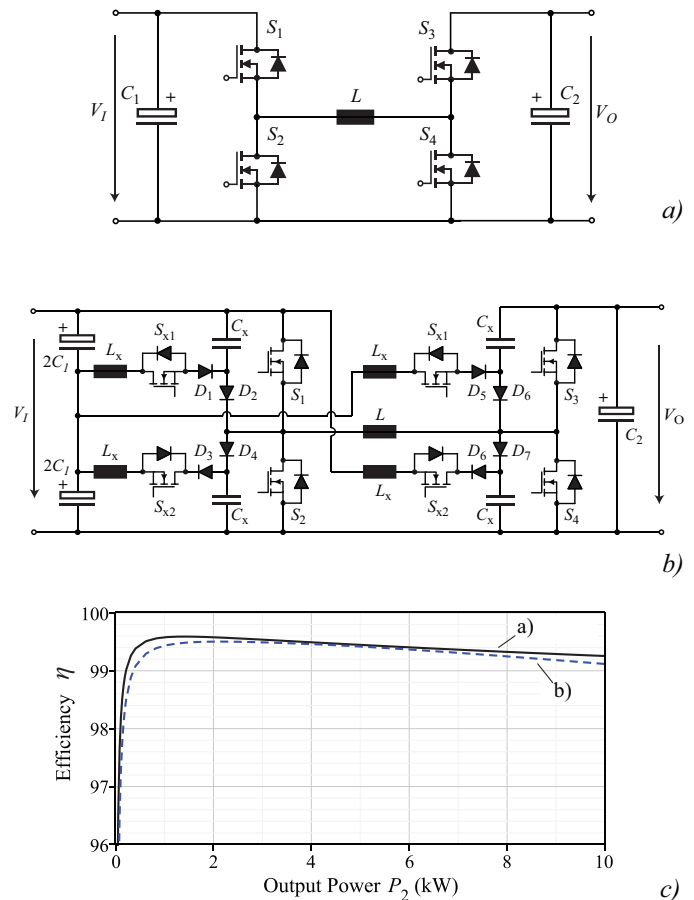 S1 S3
VI C1 + L + C2 VO
S2 S4
a)
+ 2C1 Lx Sx1 D1 D2 Cx S1
Lx Sx1 D5 D6 Cx S3
VI L + C2 VO
2C1 + Lx Sx2 D3 D4 Cx S2
Lx Sx2 D6 D7 Cx S4
b)
100
99
98
97
96
Efficiency η
a)
b)
0 2 4 6 8 10
Output Power P2 (kW)
c)